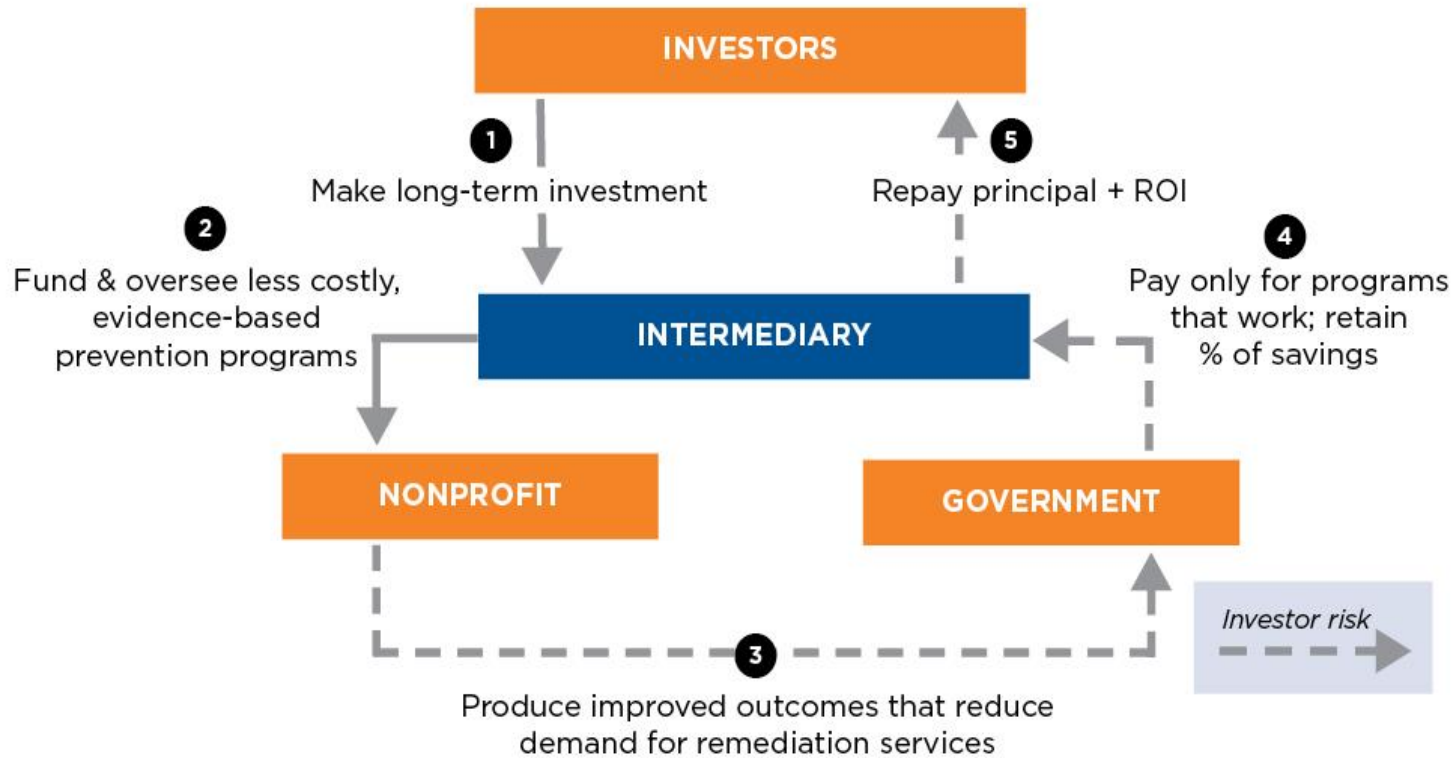 INVESTORS
1
Make long-term investment
5
Repay principal + ROI
2
Fund & oversee less costly,
evidence-based
prevention programs
4
Pay only for programs
that work; retain
% of savings
INTERMEDIARY
NONPROFIT
GOVERNMENT
Investor risk
3
Produce improved outcomes that reduce
demand for remediation services